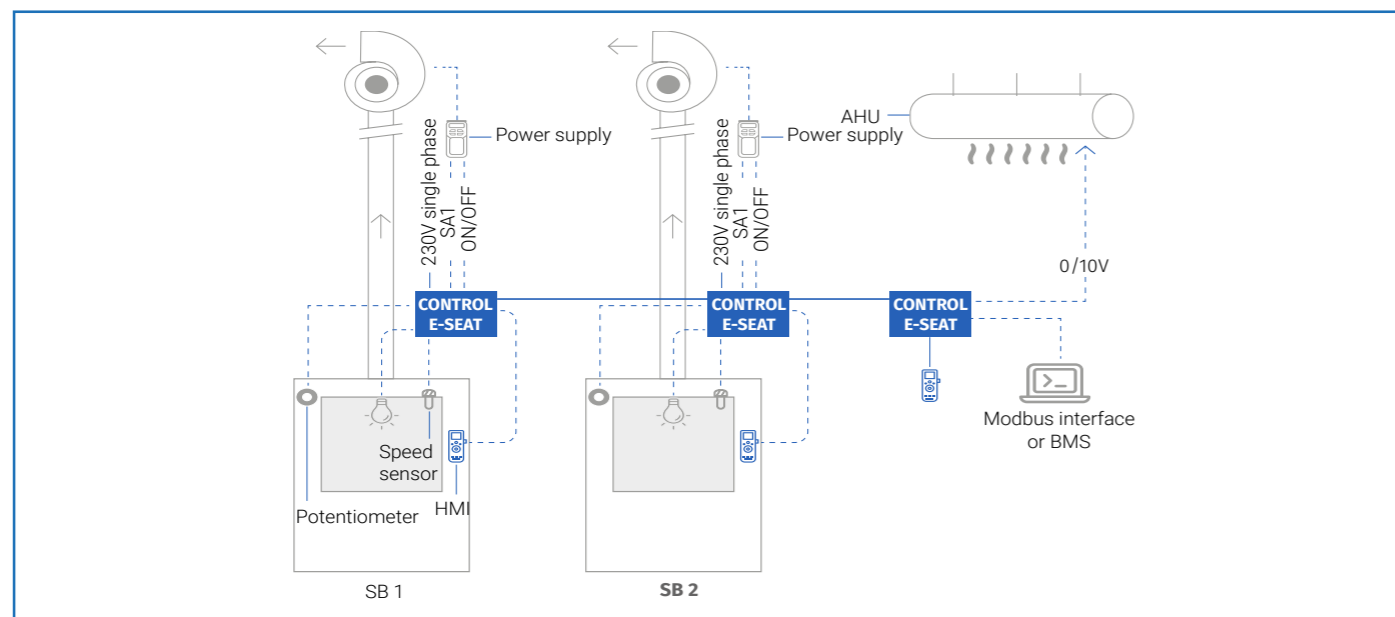 230V single phase
SA1
ON/OFF
Power supply
230V single phase
SA1
ON/OFF
AHU
Power supply
0/10V
CONTROL
E-SEAT
CONTROL
E-SEAT
CONTROL
E-SEAT
>_
Modbus interface
or BMS
Speed
sensor
HMI
Potentiometer
SB 1
SB 2